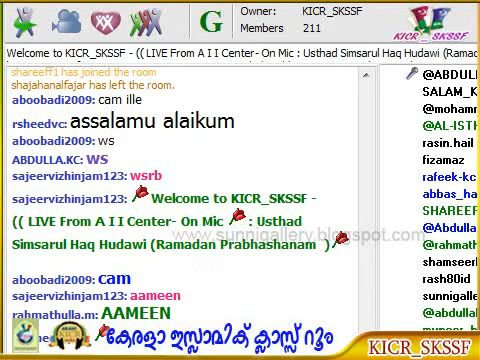 Owner: KICR_SKSSF
Members 211
KICR_SKSSF
Welcome to KICR_SKSSF - (( LIVE From A I I Center- On Mic : Usthad Simsarul Haq Hudawi (Ramad
shareeff1 has joined the room
shajahanalfajar has left the room.
aboobadi2009: cam ille
rsheedvc: assalamu alaikum
aboobadi2009: ws
ABDULLA.KC: ws
sajeervizhinjam123: wsrb
sajeervizhinjam123: Welcome to KICR_SKSSF -
(( LIVE From A I I Center- On Mic : Usthad
Simsarul Haq Hudawi (Ramadan Prabhashanam )
www.sunnigallery.blogspot.com
aboobadi2009: cam
sajeervizhinjam123: aameen
rahmathulla.m: AAMEEN
@ABDUL
SALAM_K
@mohamn
@AL-ISTH
rasin.hail
fizamaz
rafeek-kc
abbas_ha
SHAREEF
@Abdulla
@rahmath
shamseer
rash80id
sunnigalle
@abdullal
കേരളാ ഇസ്ലാമിക് ക്ലാസ്സ് റൂം
KICR_SKSSF